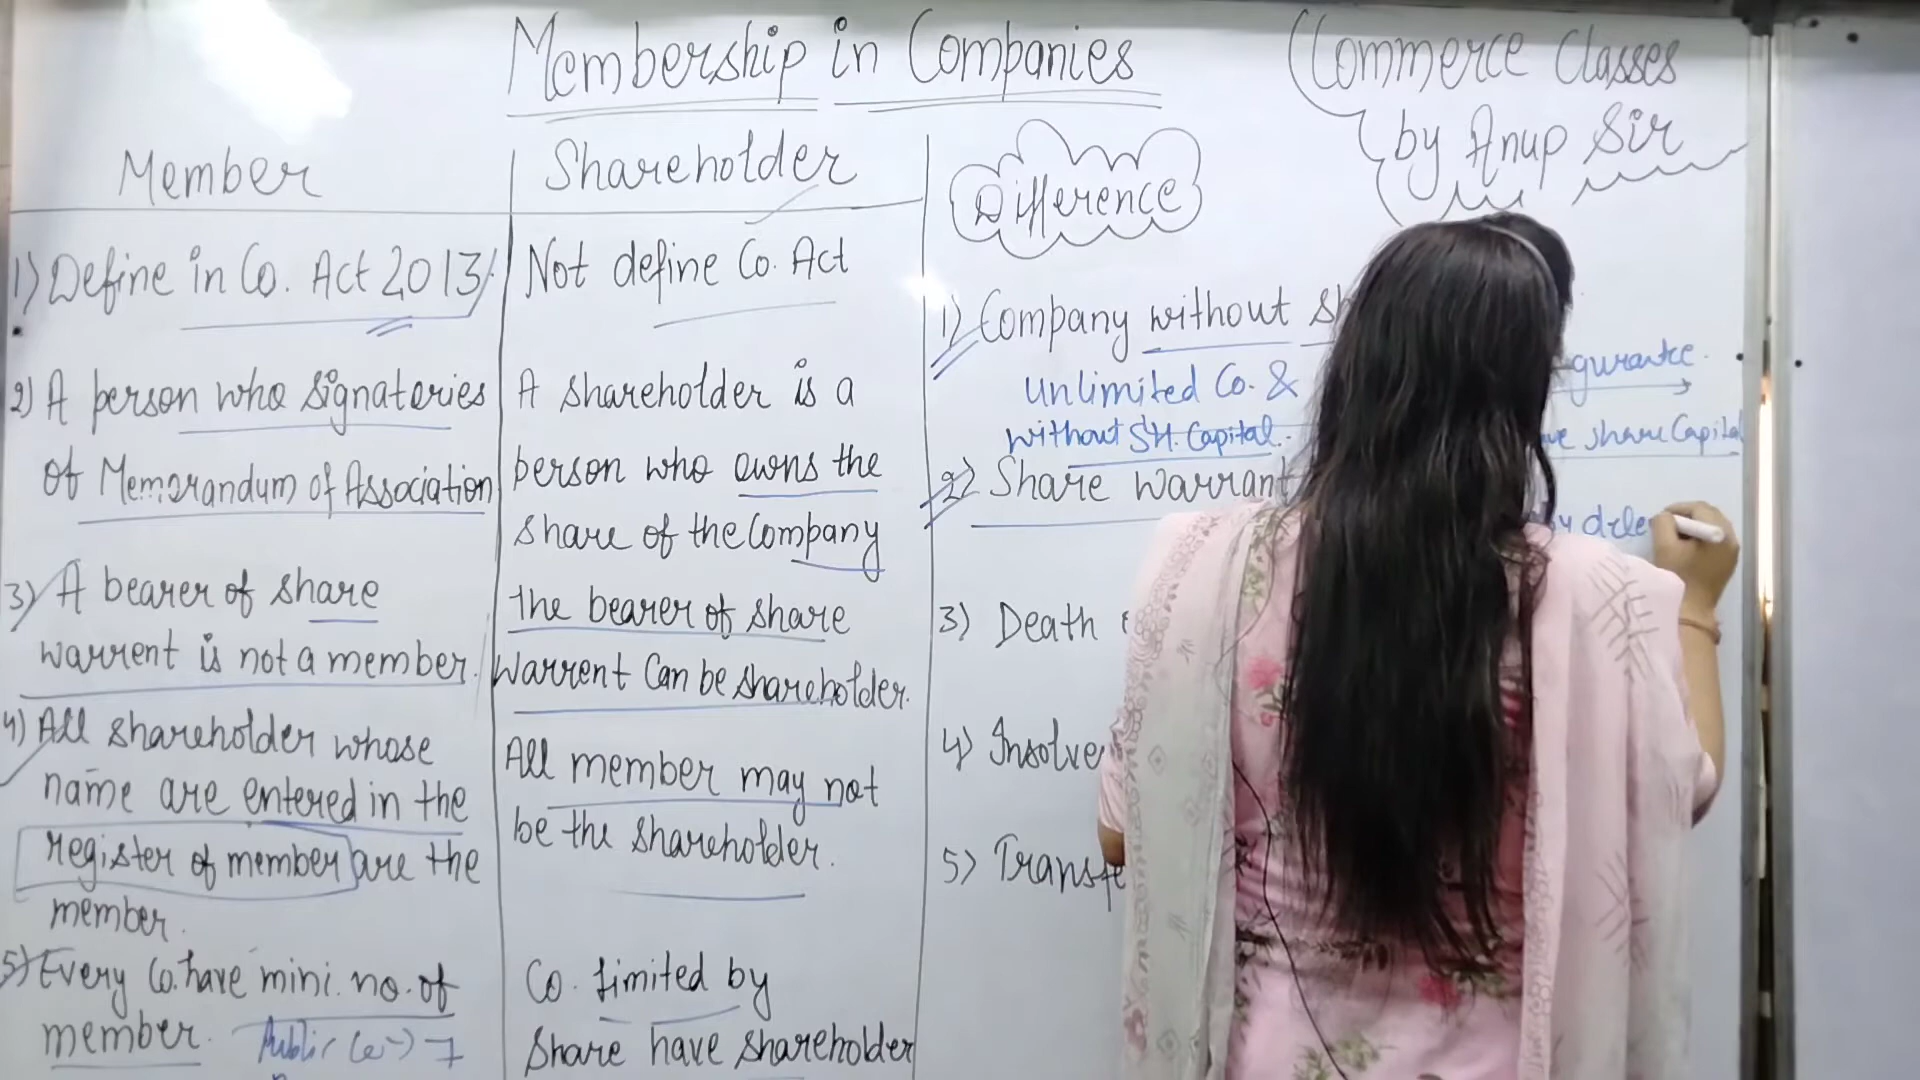 Membership in Companies
Commerce Classes
by Anup Sir
Member
1) Define in Co. Act 2013
2) A person who signatories
of Memorandum of Association
3) A bearer of share
warrent is not a member.
4) All shareholder whose
name are entered in the
register of member are the
member.
5) Every Co. have mini. no. of
member.
Public Co -) 7
Shareholder
Not define Co. Act
A shareholder is a
person who owns the
share of the Company
the bearer of share
warrent Can be shareholder.
All member may not
be the shareholder.
Co. limited by
share have shareholder
Difference
1) Company without
Unlimited Co. &
without SH. Capital.
gurantee.
share Capital
2) Share warrant
by
3) Death
4)
5)